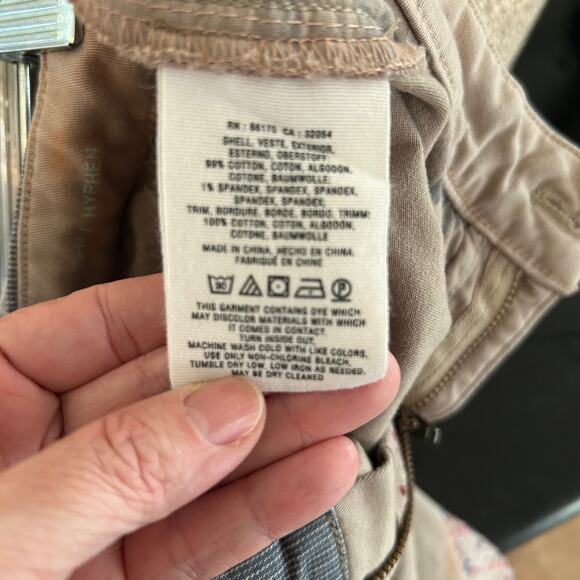 RN : 66170 CA : 32054
SHELL, VESTE, EXTERIOR,
ESTERNO, OBERSTOFF:
99% COTTON, COTON, ALGODON,
COTONE, BAUMWOLLE;
1% SPANDEX, SPANDEX, SPANDEX,
SPANDEX, SPANDEX,
TRIM, BORDURE, BORDE, BORDO, TRIMM:
100% COTTON, COTON, ALGODON,
COTONE, BAUMWOLLE
MADE IN CHINA, HECHO EN CHINA,
FABRIQUÉ EN CHINE
30
P
THIS GARMENT CONTAINS DYE WHICH
MAY DISCOLOR MATERIALS WITH WHICH
IT COMES IN CONTACT.
TURN INSIDE OUT.
MACHINE WASH COLD WITH LIKE COLORS,
USE ONLY NON-CHLORINE BLEACH,
TUMBLE DRY LOW, LOW IRON AS NEEDED,
MAY BE DRY CLEANED
HYPHEN